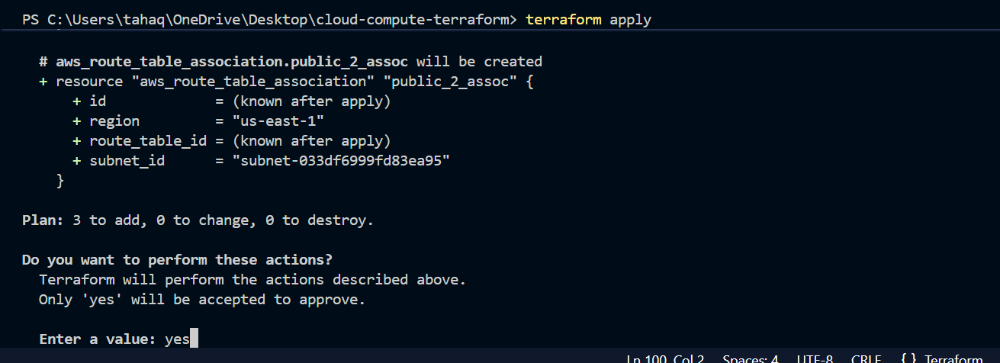 PS C:\Users\tahaq\OneDrive\Desktop\cloud-compute-terraform> terraform apply
# aws_route_table_association.public_2_assoc will be created
+ resource "aws_route_table_association" "public_2_assoc" {
+ id = (known after apply)
+ region = "us-east-1"
+ route_table_id = (known after apply)
+ subnet_id = "subnet-033df6999fd83ea95"
}
Plan: 3 to add, 0 to change, 0 to destroy.
Do you want to perform these actions?
Terraform will perform the actions described above.
Only 'yes' will be accepted to approve.
Enter a value: yes
Ln 100, Col 2 Spaces: 4 UTF-8 CRLF { } Terraform